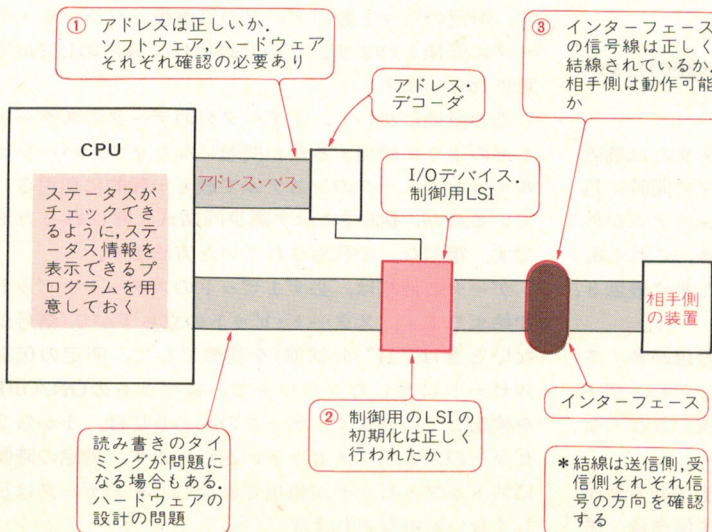 ① アドレスは正しいか.
ソフトウェア,ハードウェア
それぞれ確認の必要あり
③ インターフェース
の信号線は正しく
結線されているか.
相手側は動作可能
か
アドレス・
デコーダ
CPU
ステータスが
チェックでき
るように,ステ
ータス情報を
表示できるプ
ログラムを用
意しておく
アドレス・バス
I/Oデバイス,
制御用LSI
相手側
の装置
インターフェース
② 制御用のLSIの
初期化は正しく
行われたか
読み書きのタイ
ミングが問題に
なる場合もある.
ハードウェアの
設計の問題
*結線は送信側,受
信側それぞれ信
号の方向を確認
する